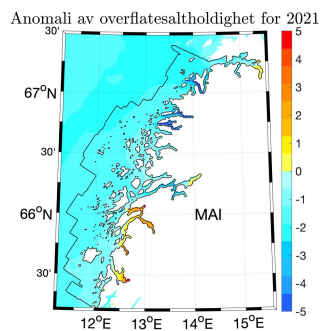 Anomali av overflatesaltholdighet for 2021
30'
67°N
30'
66°N
30'
MAI
12°E 13°E 14°E 15°E
5
4
3
2
1
0
-1
-2
-3
-4
-5